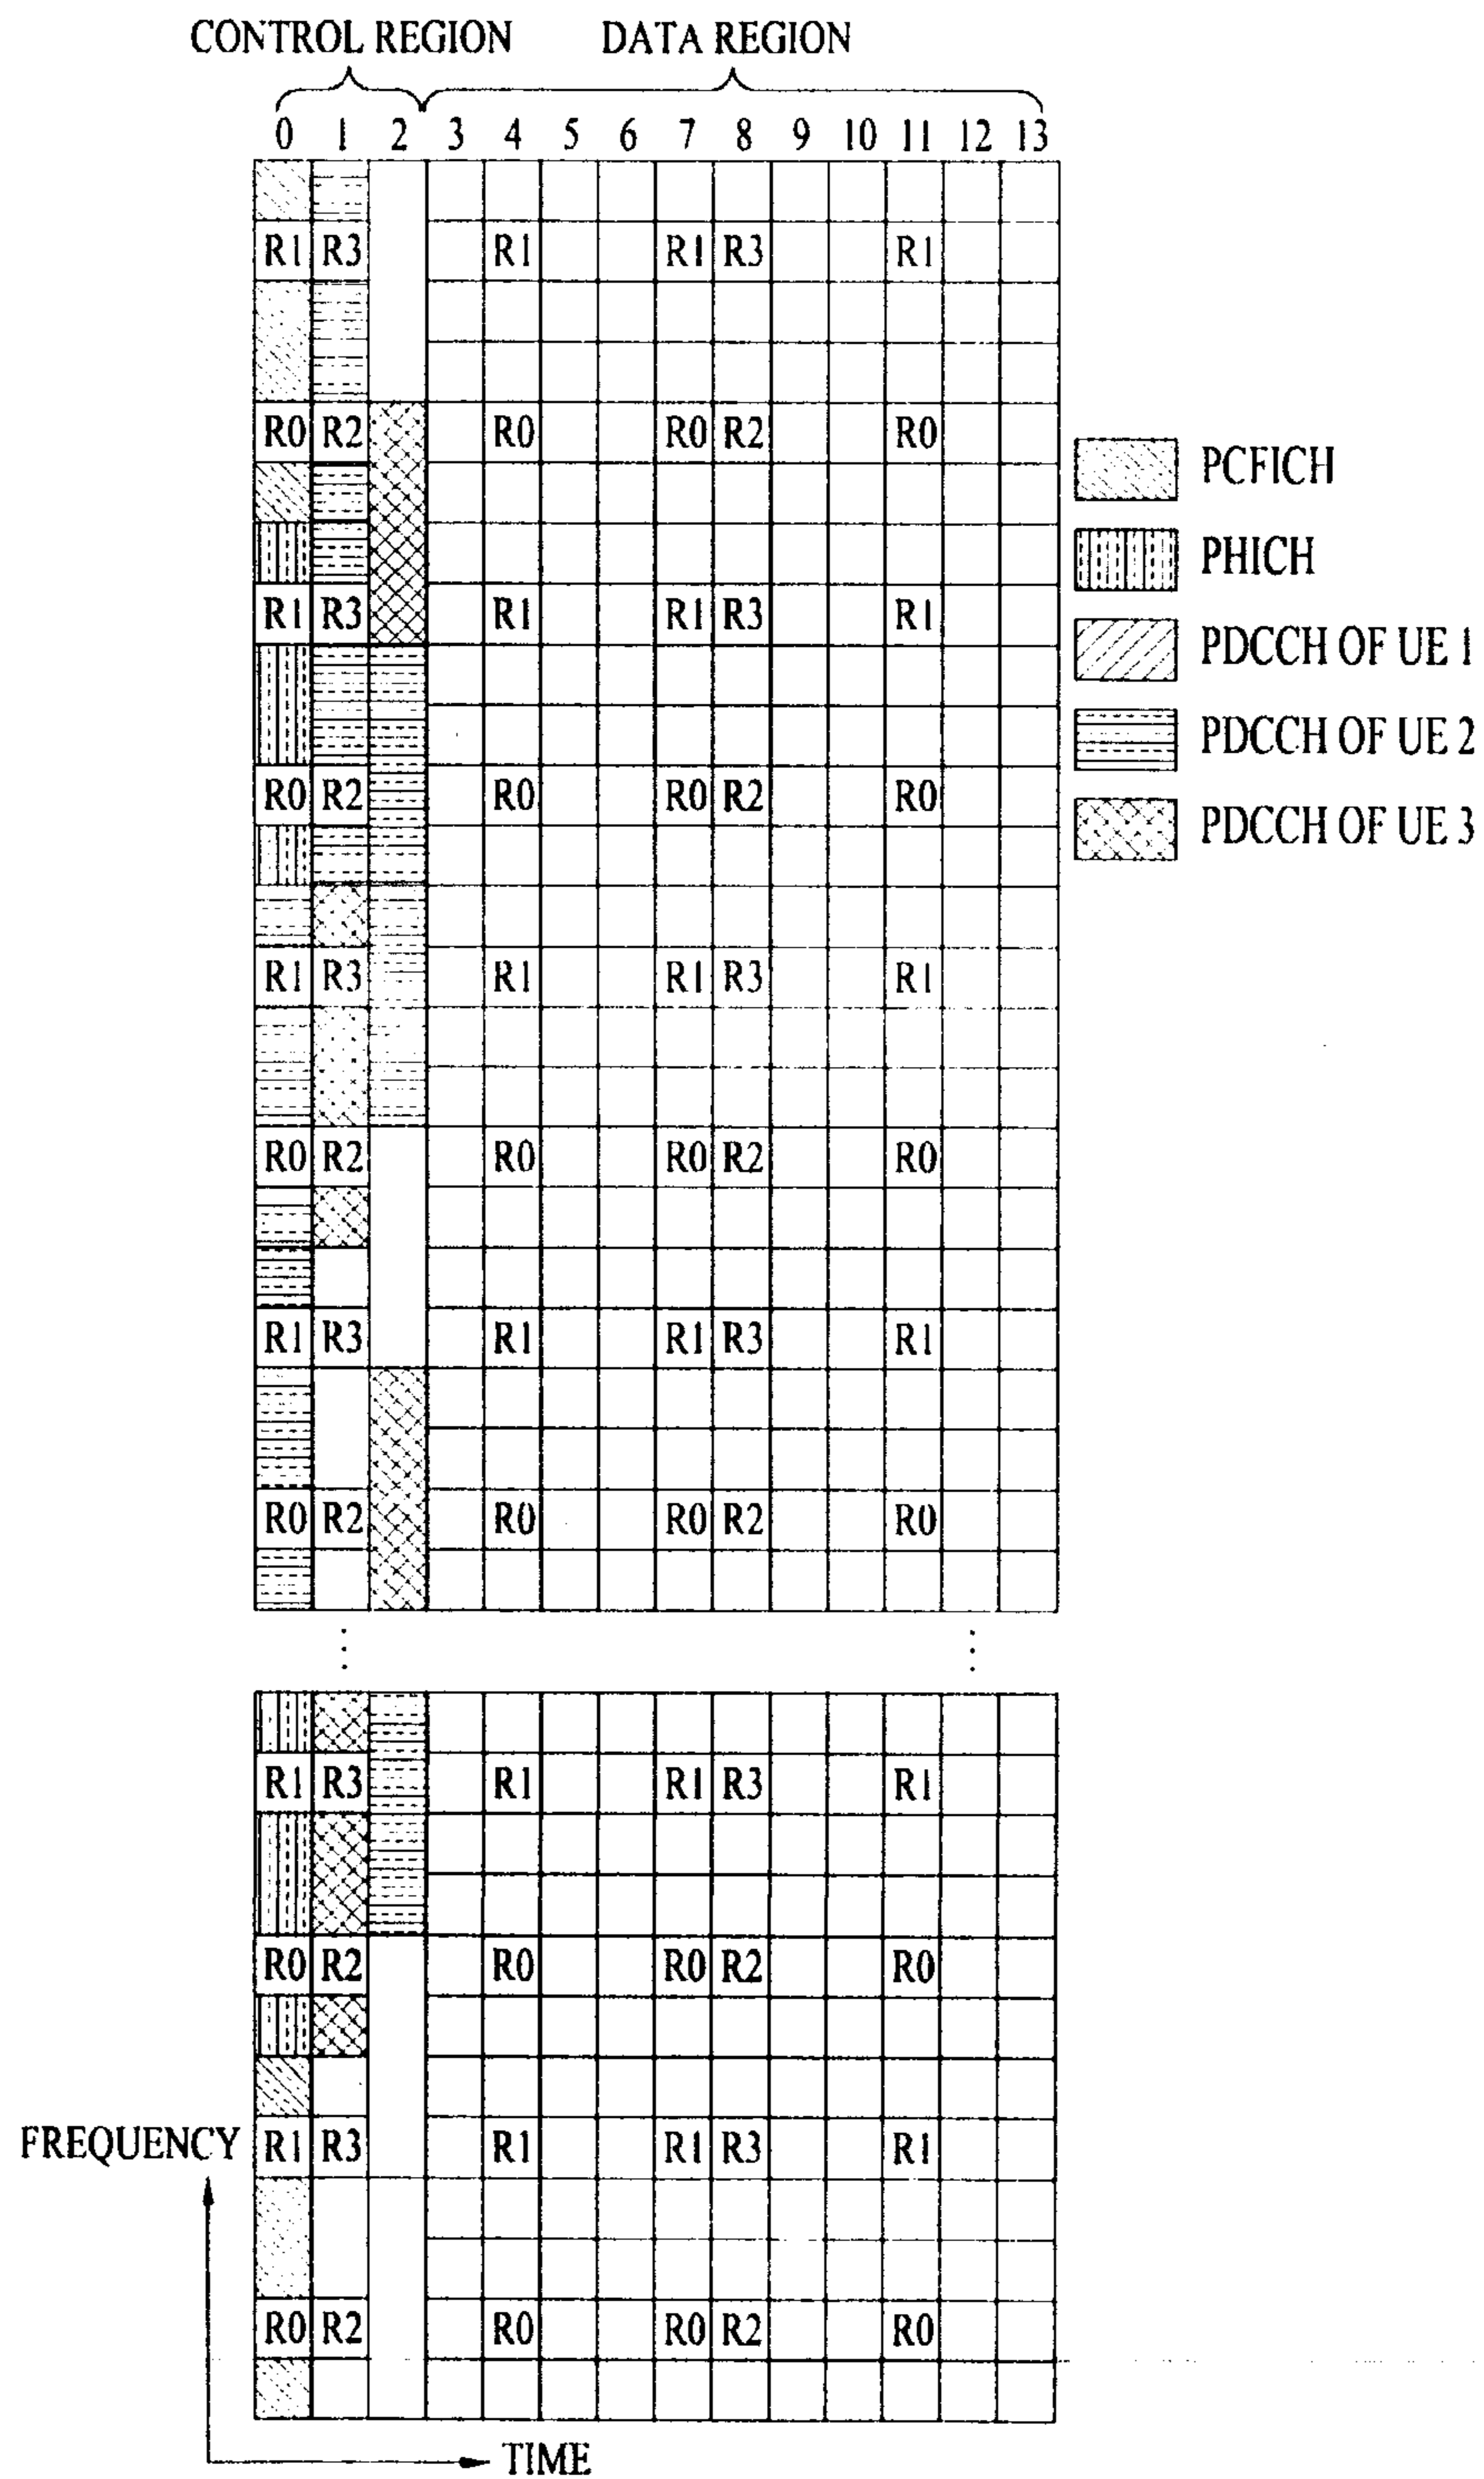 CONTROL REGION DATA REGION
0 1 2 3 4 5 6 7 8 9 10 11 12 13
R1 R3 R1 R1 R3 R1
R0 R2 R0 R0 R2 R0
PCFICH
PHICH
R1 R3 R1 R1 R3 R1
PDCCH OF UE 1
PDCCH OF UE 2
R0 R2 R0 R0 R2 R0
PDCCH OF UE 3
R1 R3 R1 R1 R3 R1
R0 R2 R0 R0 R2 R0
R1 R3 R1 R1 R3 R1
R0 R2 R0 R0 R2 R0
R1 R3 R1 R1 R3 R1
R0 R2 R0 R0 R2 R0
FREQUENCY R1 R3 R1 R1 R3 R1
R0 R2 R0 R0 R2 R0
TIME